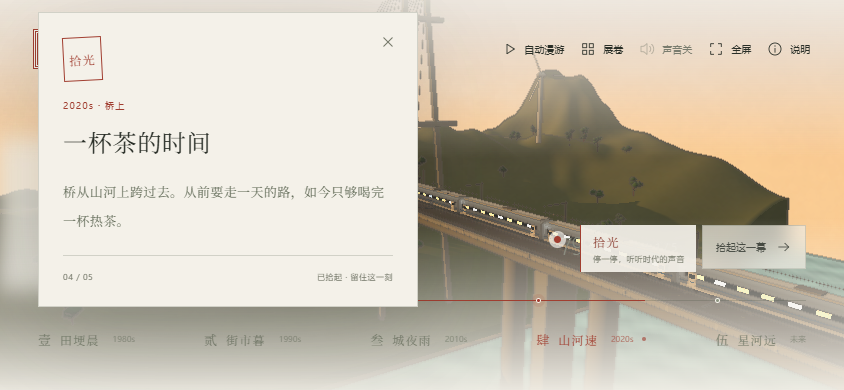 拾光
2020s · 桥上
一杯茶的时间
桥从山河上跨过去。从前要走一天的路，如今只够喝完
一杯热茶。
04 / 05
已拾起 · 留住这一刻
自动漫游
展卷
声音关
全屏
说明
拾光
停一停，听听时代的声音
拾起这一幕
壹 田埂晨 1980s
贰 街市暮 1990s
叁 城夜雨 2010s
肆 山河速 2020s
伍 星河远 未来